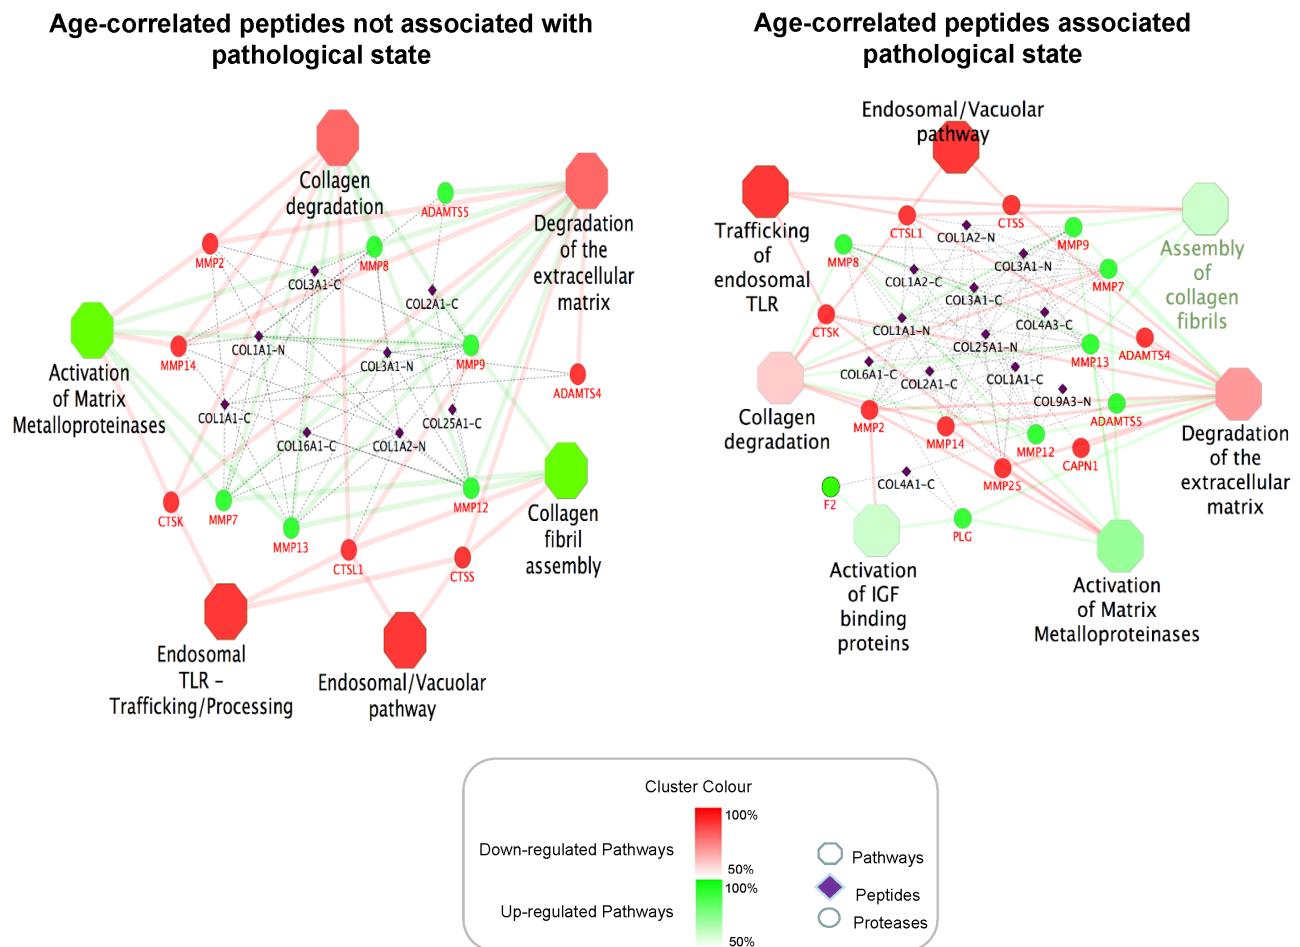 Age-correlated peptides not associated with
pathological state
Collagen
degradation
ADAMTS5
Degradation
of the
extracellular
matrix
MMP2
MMP8
COL3A1-C
COL2A1-C
Activation
of Matrix
Metalloproteinases
MMP14
COL1A1-N
COL3A1-N
MMP9
ADAMTS4
COL1A1-C
COL16A1-C
COL1A2-N
COL25A1-C
CTSK
MMP7
MMP13
MMP12
Collagen
fibril
assembly
CTSL1
CTSS
Endosomal
TLR -
Trafficking/Processing
Endosomal/Vacuolar
pathway
Age-correlated peptides associated
pathological state
Endosomal/Vacuolar
pathway
Trafficking
of
endosomal
TLR
CTSL1
CTSS
COL1A2-N
MMP9
Assembly
of
collagen
fibrils
MMP8
COL3A1-N
COL1A2-C
MMP7
COL3A1-C
CTSK
COL1A1-N
COL4A3-C
COL25A1-N
MMP13
ADAMTS4
COL6A1-C
COL2A1-C
COL1A1-C
COL9A3-N
Collagen
degradation
MMP2
MMP14
MMP12
ADAMTS5
CAPN1
Degradation
of the
extracellular
matrix
MMP25
COL4A1-C
F2
PLG
Activation
of IGF
binding
proteins
Activation
of Matrix
Metalloproteinases
Cluster Colour
100%
Down-regulated Pathways
50%
100%
Up-regulated Pathways
50%
Pathways
Peptides
Proteases